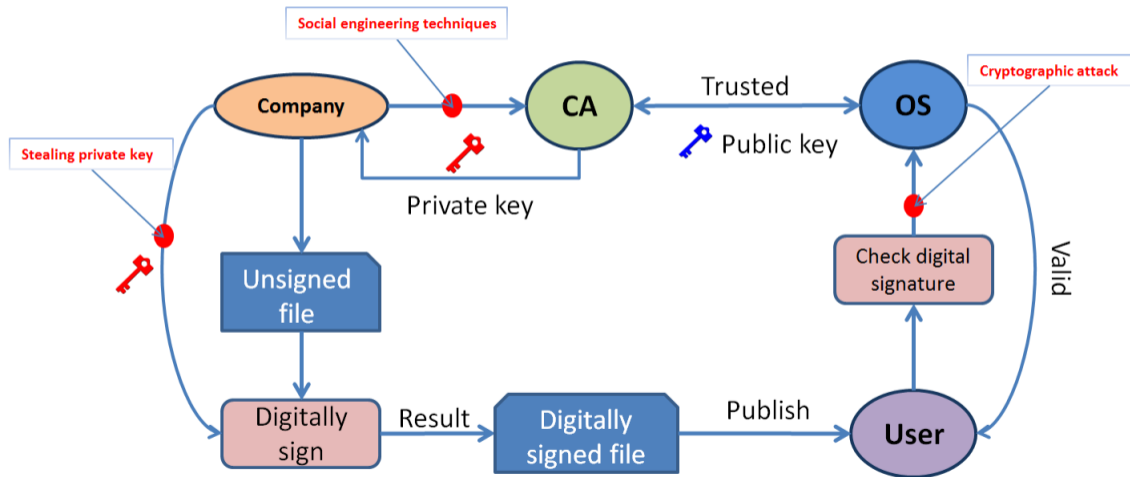 Social engineering techniques
Cryptographic attack
Company
CA
Trusted
OS
Stealing private key
Public key
Private key
Unsigned
file
Check digital
signature
Valid
Digitally
sign
Result
Digitally
signed file
Publish
User